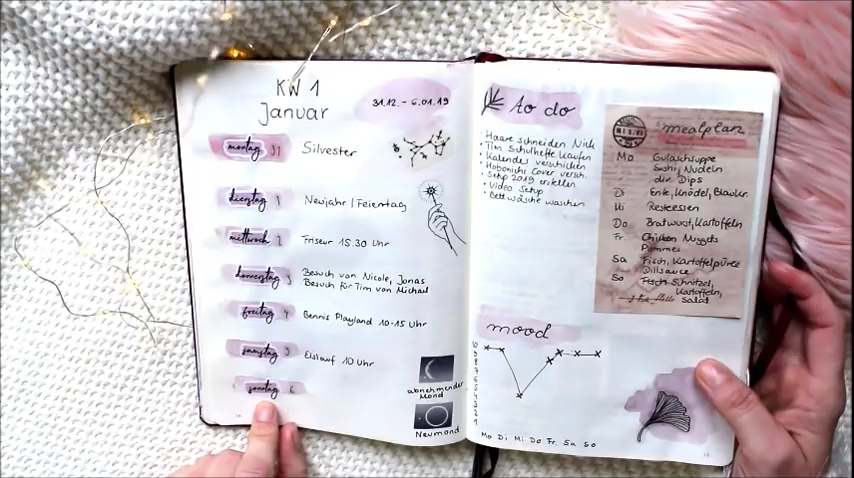 KW 1
Januar
31.12. - 6.01.19
montag 31 Silvester
dienstag 1 Neujahr | Feiertag
mittwoch 2 Friseur 15.30 Uhr
donnerstag 3 Besuch von Nicole, Jonas
Besuch für Tim von Michael
freitag 4 Bennis Playland 10-15 Uhr
samstag 5 Eislauf 10 Uhr
sonntag 6
abnehmender
Mond
Neumond
To do
Haare schneiden Nick
• Tim Schulhefte kaufen
• Kalender verschicken
• Hobonichi Cover versch.
• Setup 2019 erstellen
• Video Setup
• Bettwäsche waschen
mealplan
Mo Gulaschsuppe
Sushi, Nudeln
div. Dips
Di Ente, Knödel, Blaukr.
Mi Resteessen
Do Bratwurst, Kartoffeln
Fr. Chicken Nuggets
Pommes
Sa Fisch, Kartoffelpüree
Dillsauce
So Schnitzel,
Kartoffeln,
Salat
mood
Mo Di Mi Do Fr. Sa So